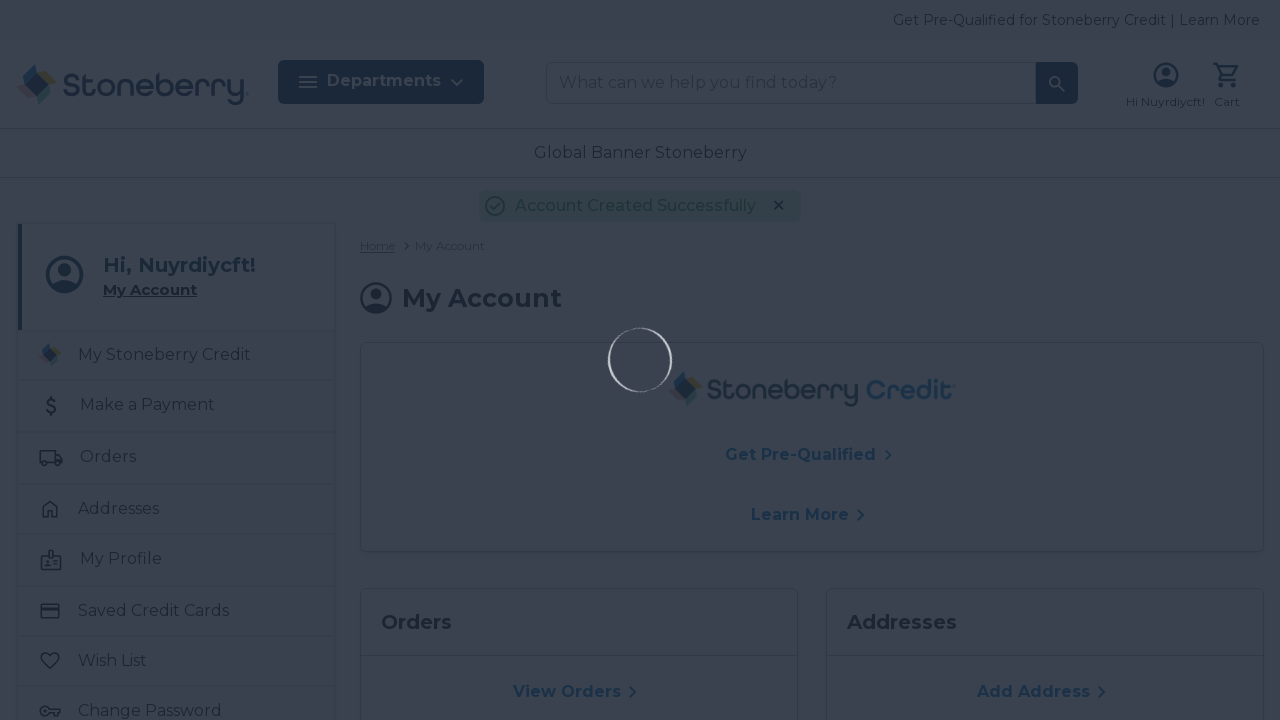 Get Pre-Qualified for Stoneberry Credit | Learn More
Stoneberry
Departments
What can we help you find today?
Hi Nuyrdiycft!
Cart
Global Banner Stoneberry
Account Created Successfully
Hi, Nuyrdiycft!
My Account
My Stoneberry Credit
Make a Payment
Orders
Addresses
My Profile
Saved Credit Cards
Wish List
Change Password
Home > My Account
My Account
Stoneberry Credit
Get Pre-Qualified
Learn More
Orders
View Orders
Addresses
Add Address